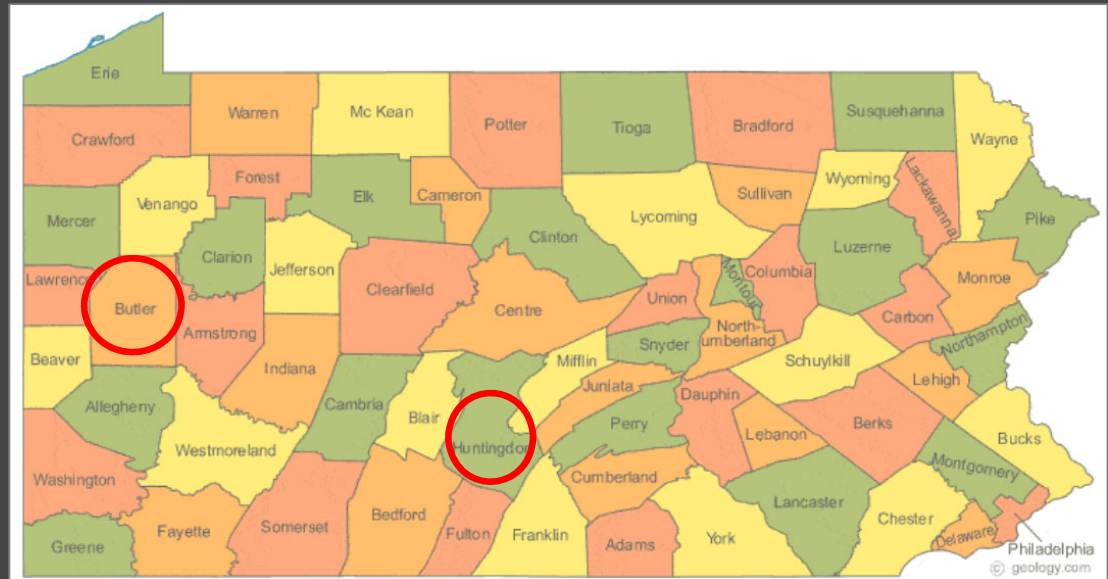 Erie
Warren
Mc Kean
Potter
Tioga
Bradford
Susquehanna
Wayne
Crawford
Forest
Elk
Cameron
Sullivan
Wyoming
Lackawanna
Mercer
Venango
Clarion
Jefferson
Clinton
Lycoming
Luzerne
Pike
Lawrence
Butler
Armstrong
Clearfield
Centre
Union
Montour
Columbia
Monroe
Carbon
Northampton
Beaver
Indiana
Mifflin
Snyder
North-
umberland
Schuylkill
Lehigh
Allegheny
Cambria
Blair
Huntingdon
Juniata
Perry
Dauphin
Lebanon
Berks
Bucks
Westmoreland
Montgomery
Washington
Cumberland
Lancaster
Greene
Fayette
Somerset
Bedford
Fulton
Franklin
Adams
York
Chester
Delaware
Philadelphia
© geology.com